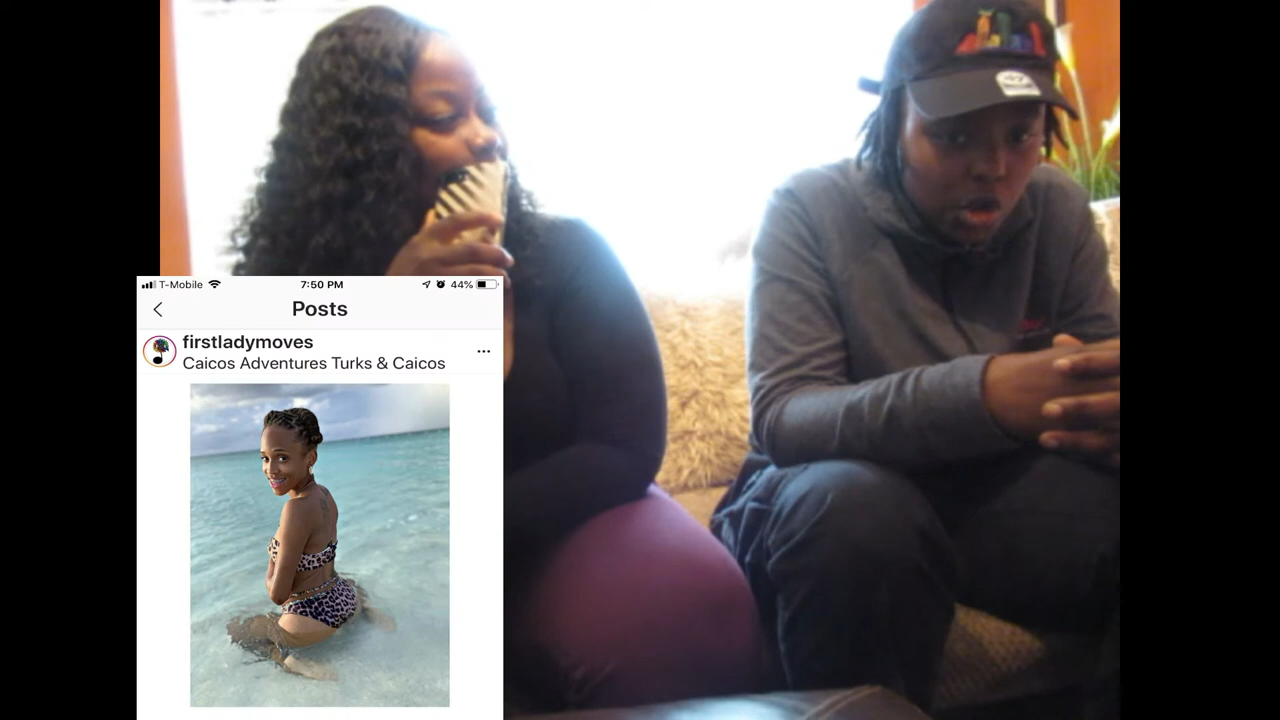 T-Mobile 7:50 PM 44%
Posts
firstladymoves
Caicos Adventures Turks & Caicos